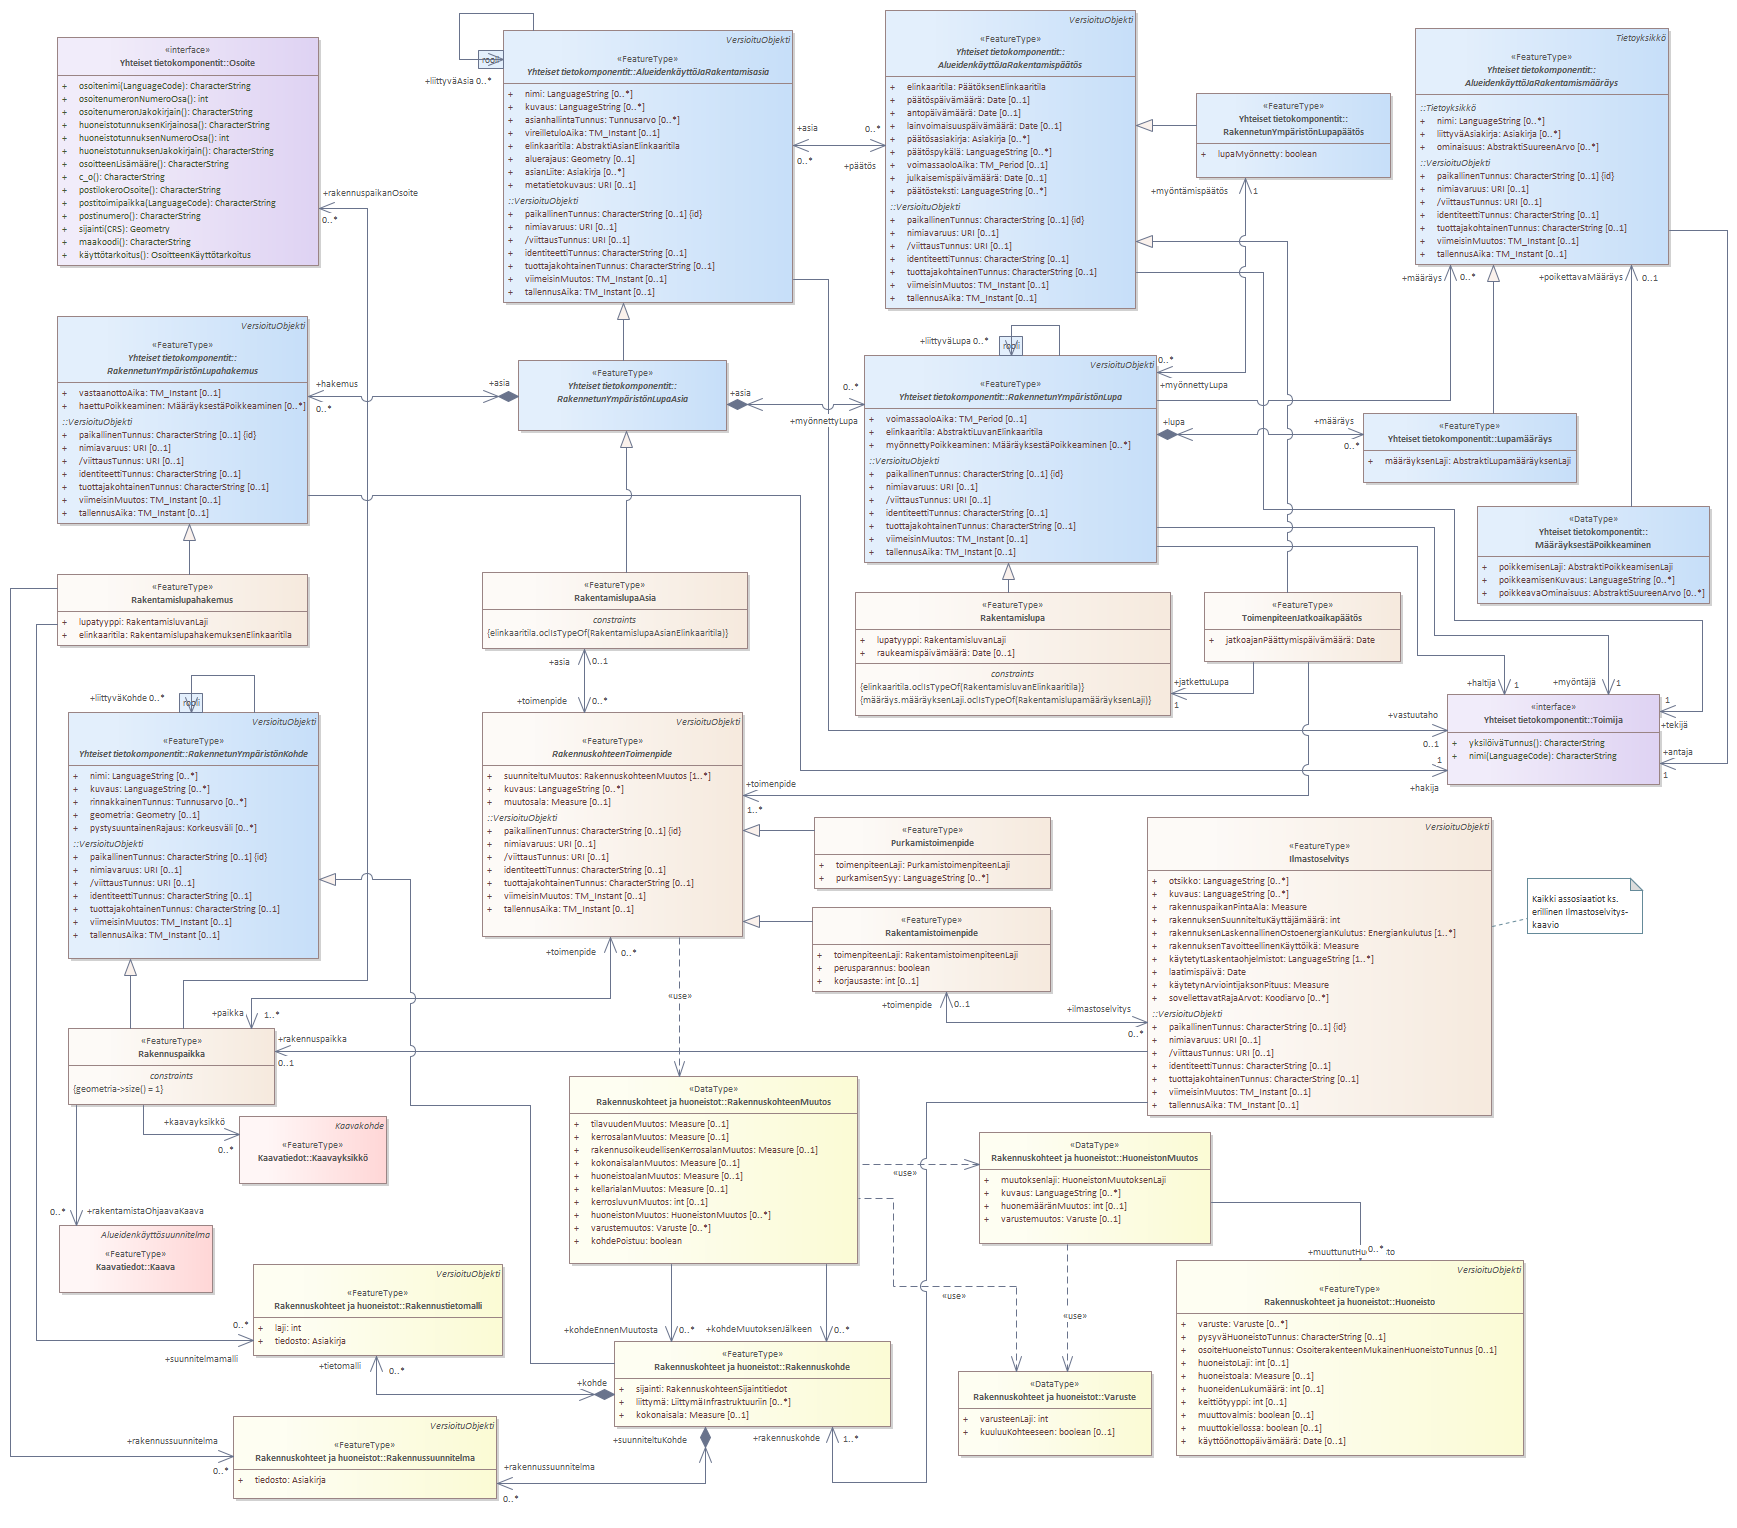 «interface»
Yhteiset tietokomponentit::Osoite
+ osoitenimi(LanguageCode): CharacterString
+ osoitenumeronNumeroOsa(): int
+ osoitenumeronJakokirjain(): CharacterString
+ huoneistotunnuksenKirjainosa(): CharacterString
+ huoneistotunnuksenNumeroOsa(): int
+ huoneistotunnuksenJakokirjain(): CharacterString
+ osoitteenLisämääre(): CharacterString
+ c_o(): CharacterString
+ postilokeroOsoite(): CharacterString
+ postitoimipaikka(LanguageCode): CharacterString
+ postinumero(): CharacterString
+ sijainti(CRS): Geometry
+ maakoodi(): CharacterString
+ käyttötarkoitus(): OsoitteenKäyttötarkoitus
+rakennuspaikanOsoite
0..*
VersioituObjekti
«FeatureType»
Yhteiset tietokomponentit::AlueidenkäyttöJaRakentamisasia
+ nimi: LanguageString [0..*]
+ kuvaus: LanguageString [0..*]
+ asianhallintaTunnus: Tunnusarvo [0..*]
+ vireilletuloAika: TM_Instant [0..1]
+ elinkaaritila: AbstraktiAsianElinkaaritila
+ aluerajaus: Geometry [0..1]
+ asianLiite: Asiakirja [0..*]
+ metatietokuvaus: URI [0..1]
::VersioituObjekti
+ paikallinenTunnus: CharacterString [0..1] {id}
+ nimiavaruus: URI [0..1]
+ /viittausTunnus: URI [0..1]
+ identiteettiTunnus: CharacterString [0..1]
+ tuottajakohtainenTunnus: CharacterString [0..1]
+ viimeisinMuutos: TM_Instant [0..1]
+ tallennusAika: TM_Instant [0..1]
+liittyväAsia 0..*
+asia
0..*
0..*
+päätös
VersioituObjekti
«FeatureType»
Yhteiset tietokomponentit::
AlueidenkäyttöJaRakentamispäätös
+ elinkaaritila: PäätöksenElinkaaritila
+ päätöspäivämäärä: Date [0..1]
+ antopäivämäärä: Date [0..1]
+ lainvoimaisuuspäivämäärä: Date [0..1]
+ päätösasiakirja: Asiakirja [0..*]
+ päätöspykälä: LanguageString [0..*]
+ voimassaoloAika: TM_Period [0..1]
+ julkaisemispäivämäärä: Date [0..1]
+ päätösteksti: LanguageString [0..*]
::VersioituObjekti
+ paikallinenTunnus: CharacterString [0..1] {id}
+ nimiavaruus: URI [0..1]
+ /viittausTunnus: URI [0..1]
+ identiteettiTunnus: CharacterString [0..1]
+ tuottajakohtainenTunnus: CharacterString [0..1]
+ viimeisinMuutos: TM_Instant [0..1]
+ tallennusAika: TM_Instant [0..1]
«FeatureType»
Yhteiset tietokomponentit::
RakennetunYmpäristönLupapäätös
+ lupaMyönnetty: boolean
+myöntämispäätös
1
Tietoyksikkö
«FeatureType»
Yhteiset tietokomponentit::
AlueidenkäyttöJaRakentamismääräys
::Tietoyksikkö
+ nimi: LanguageString [0..*]
+ liittyväAsiakirja: Asiakirja [0..*]
+ ominaisuus: AbstraktiSuureenArvo [0..*]
::VersioituObjekti
+ paikallinenTunnus: CharacterString [0..1] {id}
+ nimiavaruus: URI [0..1]
+ /viittausTunnus: URI [0..1]
+ identiteettiTunnus: CharacterString [0..1]
+ tuottajakohtainenTunnus: CharacterString [0..1]
+ viimeisinMuutos: TM_Instant [0..1]
+ tallennusAika: TM_Instant [0..1]
+määräys
0..*
+poikettavaMääräys
0..1
VersioituObjekti
«FeatureType»
Yhteiset tietokomponentit::
RakennetunYmpäristönLupahakemus
+ vastaanottoAika: TM_Instant [0..1]
+ haettuPoikkeaminen: MääräyksestäPoikkeaminen [0..*]
::VersioituObjekti
+ paikallinenTunnus: CharacterString [0..1] {id}
+ nimiavaruus: URI [0..1]
+ /viittausTunnus: URI [0..1]
+ identiteettiTunnus: CharacterString [0..1]
+ tuottajakohtainenTunnus: CharacterString [0..1]
+ viimeisinMuutos: TM_Instant [0..1]
+ tallennusAika: TM_Instant [0..1]
+hakemus
0..*
+asia
«FeatureType»
Yhteiset tietokomponentit::
RakennetunYmpäristönLupaAsia
+asia
0..*
+myönnettyLupa
+liittyväLupa 0..*
rooli
VersioituObjekti
«FeatureType»
Yhteiset tietokomponentit::RakennetunYmpäristönLupa
+ voimassaoloAika: TM_Period [0..1]
+ elinkaaritila: AbstraktiLuvanElinkaaritila
+ myönnettyPoikkeaminen: MääräyksestäPoikkeaminen [0..*]
::VersioituObjekti
+ paikallinenTunnus: CharacterString [0..1] {id}
+ nimiavaruus: URI [0..1]
+ /viittausTunnus: URI [0..1]
+ identiteettiTunnus: CharacterString [0..1]
+ tuottajakohtainenTunnus: CharacterString [0..1]
+ viimeisinMuutos: TM_Instant [0..1]
+ tallennusAika: TM_Instant [0..1]
0..*
+myönnettyLupa
+lupa
+määräys
0..*
«FeatureType»
Yhteiset tietokomponentit::Lupamääräys
+ määräyksenLaji: AbstraktiLupamääräyksenLaji
«DataType»
Yhteiset tietokomponentit::
MääräyksestäPoikkeaminen
+ poikkemisenLaji: AbstraktiPoikkeamisenLaji
+ poikkeamisenKuvaus: LanguageString [0..*]
+ poikkeavaOminaisuus: AbstraktiSuureenArvo [0..*]
«FeatureType»
Rakentamislupahakemus
+ lupatyyppi: RakentamisluvanLaji
+ elinkaaritila: RakentamislupahakemuksenElinkaaritila
«FeatureType»
RakentamislupaAsia
constraints
{elinkaaritila.oclIsTypeOf(RakentamislupaAsianElinkaaritila)}
+asia
0..1
+toimenpide
0..*
«FeatureType»
Rakentamislupa
+ lupatyyppi: RakentamisluvanLaji
+ raukeamispäivämäärä: Date [0..1]
constraints
{elinkaaritila.oclIsTypeOf(RakentamisluvanElinkaaritila)}
{määräys.määräyksenLaji.oclIsTypeOf(RakentamislupamääräyksenLaji)}
«FeatureType»
ToimenpiteenJatkoaikapäätös
+ jatkoajanPäättymispäivämäärä: Date
+jatkettuLupa
1
+haltija
1
+myöntäjä
1
+vastuutaho
0..1
1
+hakija
«interface»
Yhteiset tietokomponentit::Toimija
+ yksilöiväTunnus(): CharacterString
+ nimi(LanguageCode): CharacterString
1
+tekijä
+antaja
1
+liittyväKohde 0..*
rooli
VersioituObjekti
«FeatureType»
Yhteiset tietokomponentit::RakennetunYmpäristönKohde
+ nimi: LanguageString [0..*]
+ kuvaus: LanguageString [0..*]
+ rinnakkainenTunnus: Tunnusarvo [0..*]
+ geometria: Geometry [0..1]
+ pystysuuntainenRajaus: Korkeusväli [0..*]
::VersioituObjekti
+ paikallinenTunnus: CharacterString [0..1] {id}
+ nimiavaruus: URI [0..1]
+ /viittausTunnus: URI [0..1]
+ identiteettiTunnus: CharacterString [0..1]
+ tuottajakohtainenTunnus: CharacterString [0..1]
+ viimeisinMuutos: TM_Instant [0..1]
+ tallennusAika: TM_Instant [0..1]
VersioituObjekti
«FeatureType»
RakennuskohteenToimenpide
+ suunniteltuMuutos: RakennuskohteenMuutos [1..*]
+ kuvaus: LanguageString [0..*]
+ muutosala: Measure [0..1]
::VersioituObjekti
+ paikallinenTunnus: CharacterString [0..1] {id}
+ nimiavaruus: URI [0..1]
+ /viittausTunnus: URI [0..1]
+ identiteettiTunnus: CharacterString [0..1]
+ tuottajakohtainenTunnus: CharacterString [0..1]
+ viimeisinMuutos: TM_Instant [0..1]
+ tallennusAika: TM_Instant [0..1]
+toimenpide
1..*
«FeatureType»
Purkamistoimenpide
+ toimenpiteenLaji: PurkamistoimenpiteenLaji
+ purkamisenSyy: LanguageString [0..*]
«FeatureType»
Rakentamistoimenpide
+ toimenpiteenLaji: RakentamistoimenpiteenLaji
+ perusparannus: boolean
+ korjausaste: int [0..1]
+toimenpide
0..1
+ilmastoselvitys
0..*
VersioituObjekti
«FeatureType»
Ilmastoselvitys
+ otsikko: LanguageString [0..*]
+ kuvaus: LanguageString [0..*]
+ rakennuspaikanPintaAla: Measure
+ rakennuksenSuunniteltuKäyttäjämäärä: int
+ rakennuksenLaskennallinenOstoenergianKulutus: Energiankulutus [1..*]
+ rakennuksenTavoitteellinenKäyttöikä: Measure
+ käytetytLaskentaohjelmistot: LanguageString [1..*]
+ laatimispäivä: Date
+ käytetynArviointijaksonPituus: Measure
+ sovellettavatRajaArvot: Koodiarvo [0..*]
::VersioituObjekti
+ paikallinenTunnus: CharacterString [0..1] {id}
+ nimiavaruus: URI [0..1]
+ /viittausTunnus: URI [0..1]
+ identiteettiTunnus: CharacterString [0..1]
+ tuottajakohtainenTunnus: CharacterString [0..1]
+ viimeisinMuutos: TM_Instant [0..1]
+ tallennusAika: TM_Instant [0..1]
Kaikki assosiaatiot ks.
erillinen Ilmastoselvitys-
kaavio
+toimenpide
0..*
«use»
+paikka
1..*
«FeatureType»
Rakennuspaikka
constraints
{geometria->size() = 1}
+rakennuspaikka
0..1
+kaavayksikkö
0..*
Kaavakohde
«FeatureType»
Kaavatiedot::Kaavayksikkö
0..*
+rakentamistaOhjaavaKaava
Alueidenkäyttösuunnitelma
«FeatureType»
Kaavatiedot::Kaava
«DataType»
Rakennuskohteet ja huoneistot::RakennuskohteenMuutos
+ tilavuudenMuutos: Measure [0..1]
+ kerrosalanMuutos: Measure [0..1]
+ rakennusoikeudellisenKerrosalanMuutos: Measure [0..1]
+ kokonaisalanMuutos: Measure [0..1]
+ huoneistoalanMuutos: Measure [0..1]
+ kellarialanMuutos: Measure [0..1]
+ kerrosluvunMuutos: int [0..1]
+ huoneistonMuutos: HuoneistonMuutos [0..*]
+ varustemuutos: Varuste [0..*]
+ kohdePoistuu: boolean
«use»
«use»
«DataType»
Rakennuskohteet ja huoneistot::HuoneistonMuutos
+ muutoksenlaji: HuoneistonMuutoksenLaji
+ kuvaus: LanguageString [0..*]
+ huonemääränMuutos: int [0..1]
+ varustemuutos: Varuste [0..1]
«use»
0..*
VersioituObjekti
«FeatureType»
Rakennuskohteet ja huoneistot::Huoneisto
+ varuste: Varuste [0..*]
+ pysyväHuoneistoTunnus: CharacterString [0..1]
+ osoiteHuoneistoTunnus: OsoiterakenteenMukainenHuoneistoTunnus [0..1]
+ huoneistoLaji: int [0..1]
+ huoneistoala: Measure [0..1]
+ huoneidenLukumäärä: int [0..1]
+ keittiötyyppi: int [0..1]
+ muuttovalmis: boolean [0..1]
+ muuttokiellossa: boolean [0..1]
+ käyttöönottopäivämäärä: Date [0..1]
VersioituObjekti
«FeatureType»
Rakennuskohteet ja huoneistot::Rakennustietomalli
+ laji: int
+ tiedosto: Asiakirja
0..*
+suunnitelmamalli
+tietomalli
0..*
+kohdeEnnenMuutosta
0..*
+kohdeMuutoksenJälkeen
0..*
+kohde
«FeatureType»
Rakennuskohteet ja huoneistot::Rakennuskohde
+ sijainti: RakennuskohteenSijaintitiedot
+ liittymä: LiittymäInfrastruktuuriin [0..*]
+ kokonaisala: Measure [0..1]
«DataType»
Rakennuskohteet ja huoneistot::Varuste
+ varusteenLaji: int
+ kuuluuKohteeseen: boolean [0..1]
+suunniteltuKohde
+rakennuskohde
1..*
+rakennussuunnitelma
0..*
VersioituObjekti
«FeatureType»
Rakennuskohteet ja huoneistot::Rakennussuunnitelma
+ tiedosto: Asiakirja
+rakennussuunnitelma
0..*